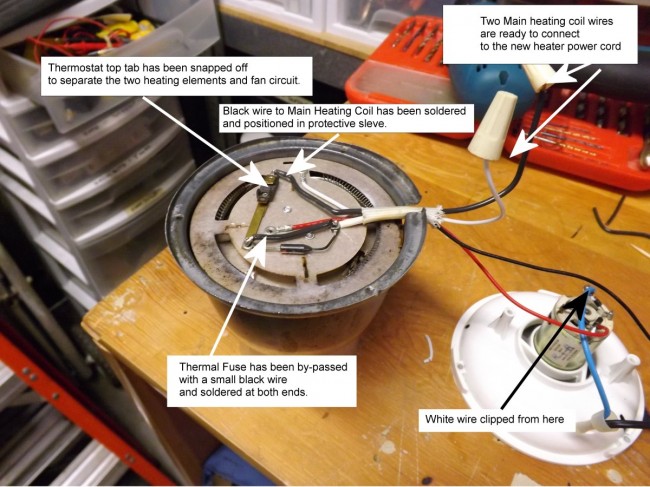 Two Main heating coil wires
are ready to connect
to the new heater power cord
Thermostat top tab has been snapped off
to separate the two heating elements and fan circuit.
Black wire to Main Heating Coil has been soldered
and positioned in protective sleve.
Thermal Fuse has been by-passed
with a small black wire
and soldered at both ends.
White wire clipped from here